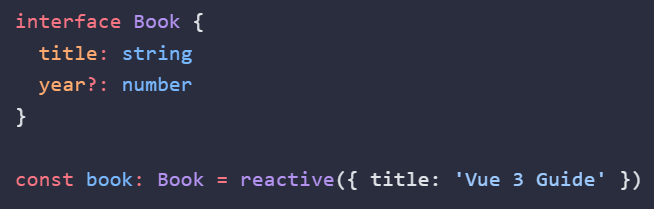 interface Book {
  title: string
  year?: number
}

const book: Book = reactive({ title: 'Vue 3 Guide' })